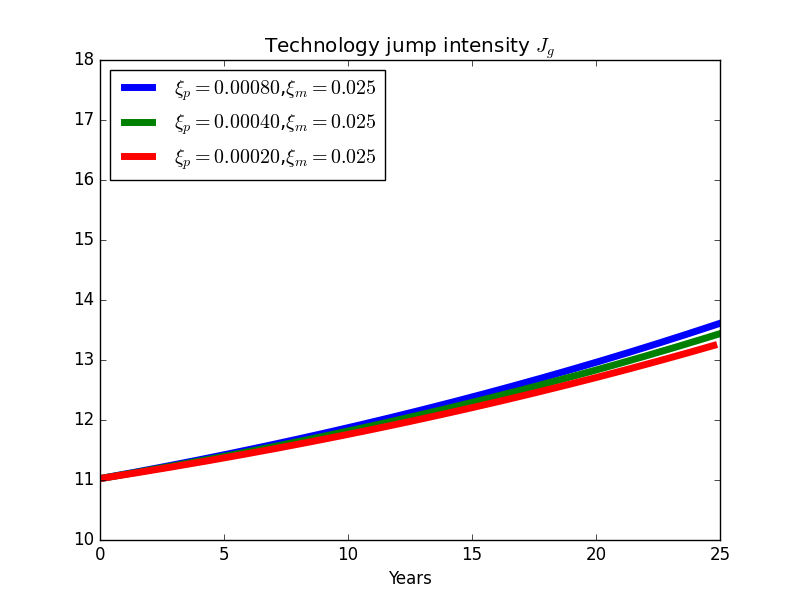 Technology jump intensity J_g
18
17
16
15
14
13
12
11
10
ξ_p = 0.00080,ξ_m = 0.025
ξ_p = 0.00040,ξ_m = 0.025
ξ_p = 0.00020,ξ_m = 0.025
0 5 10 15 20 25
Years